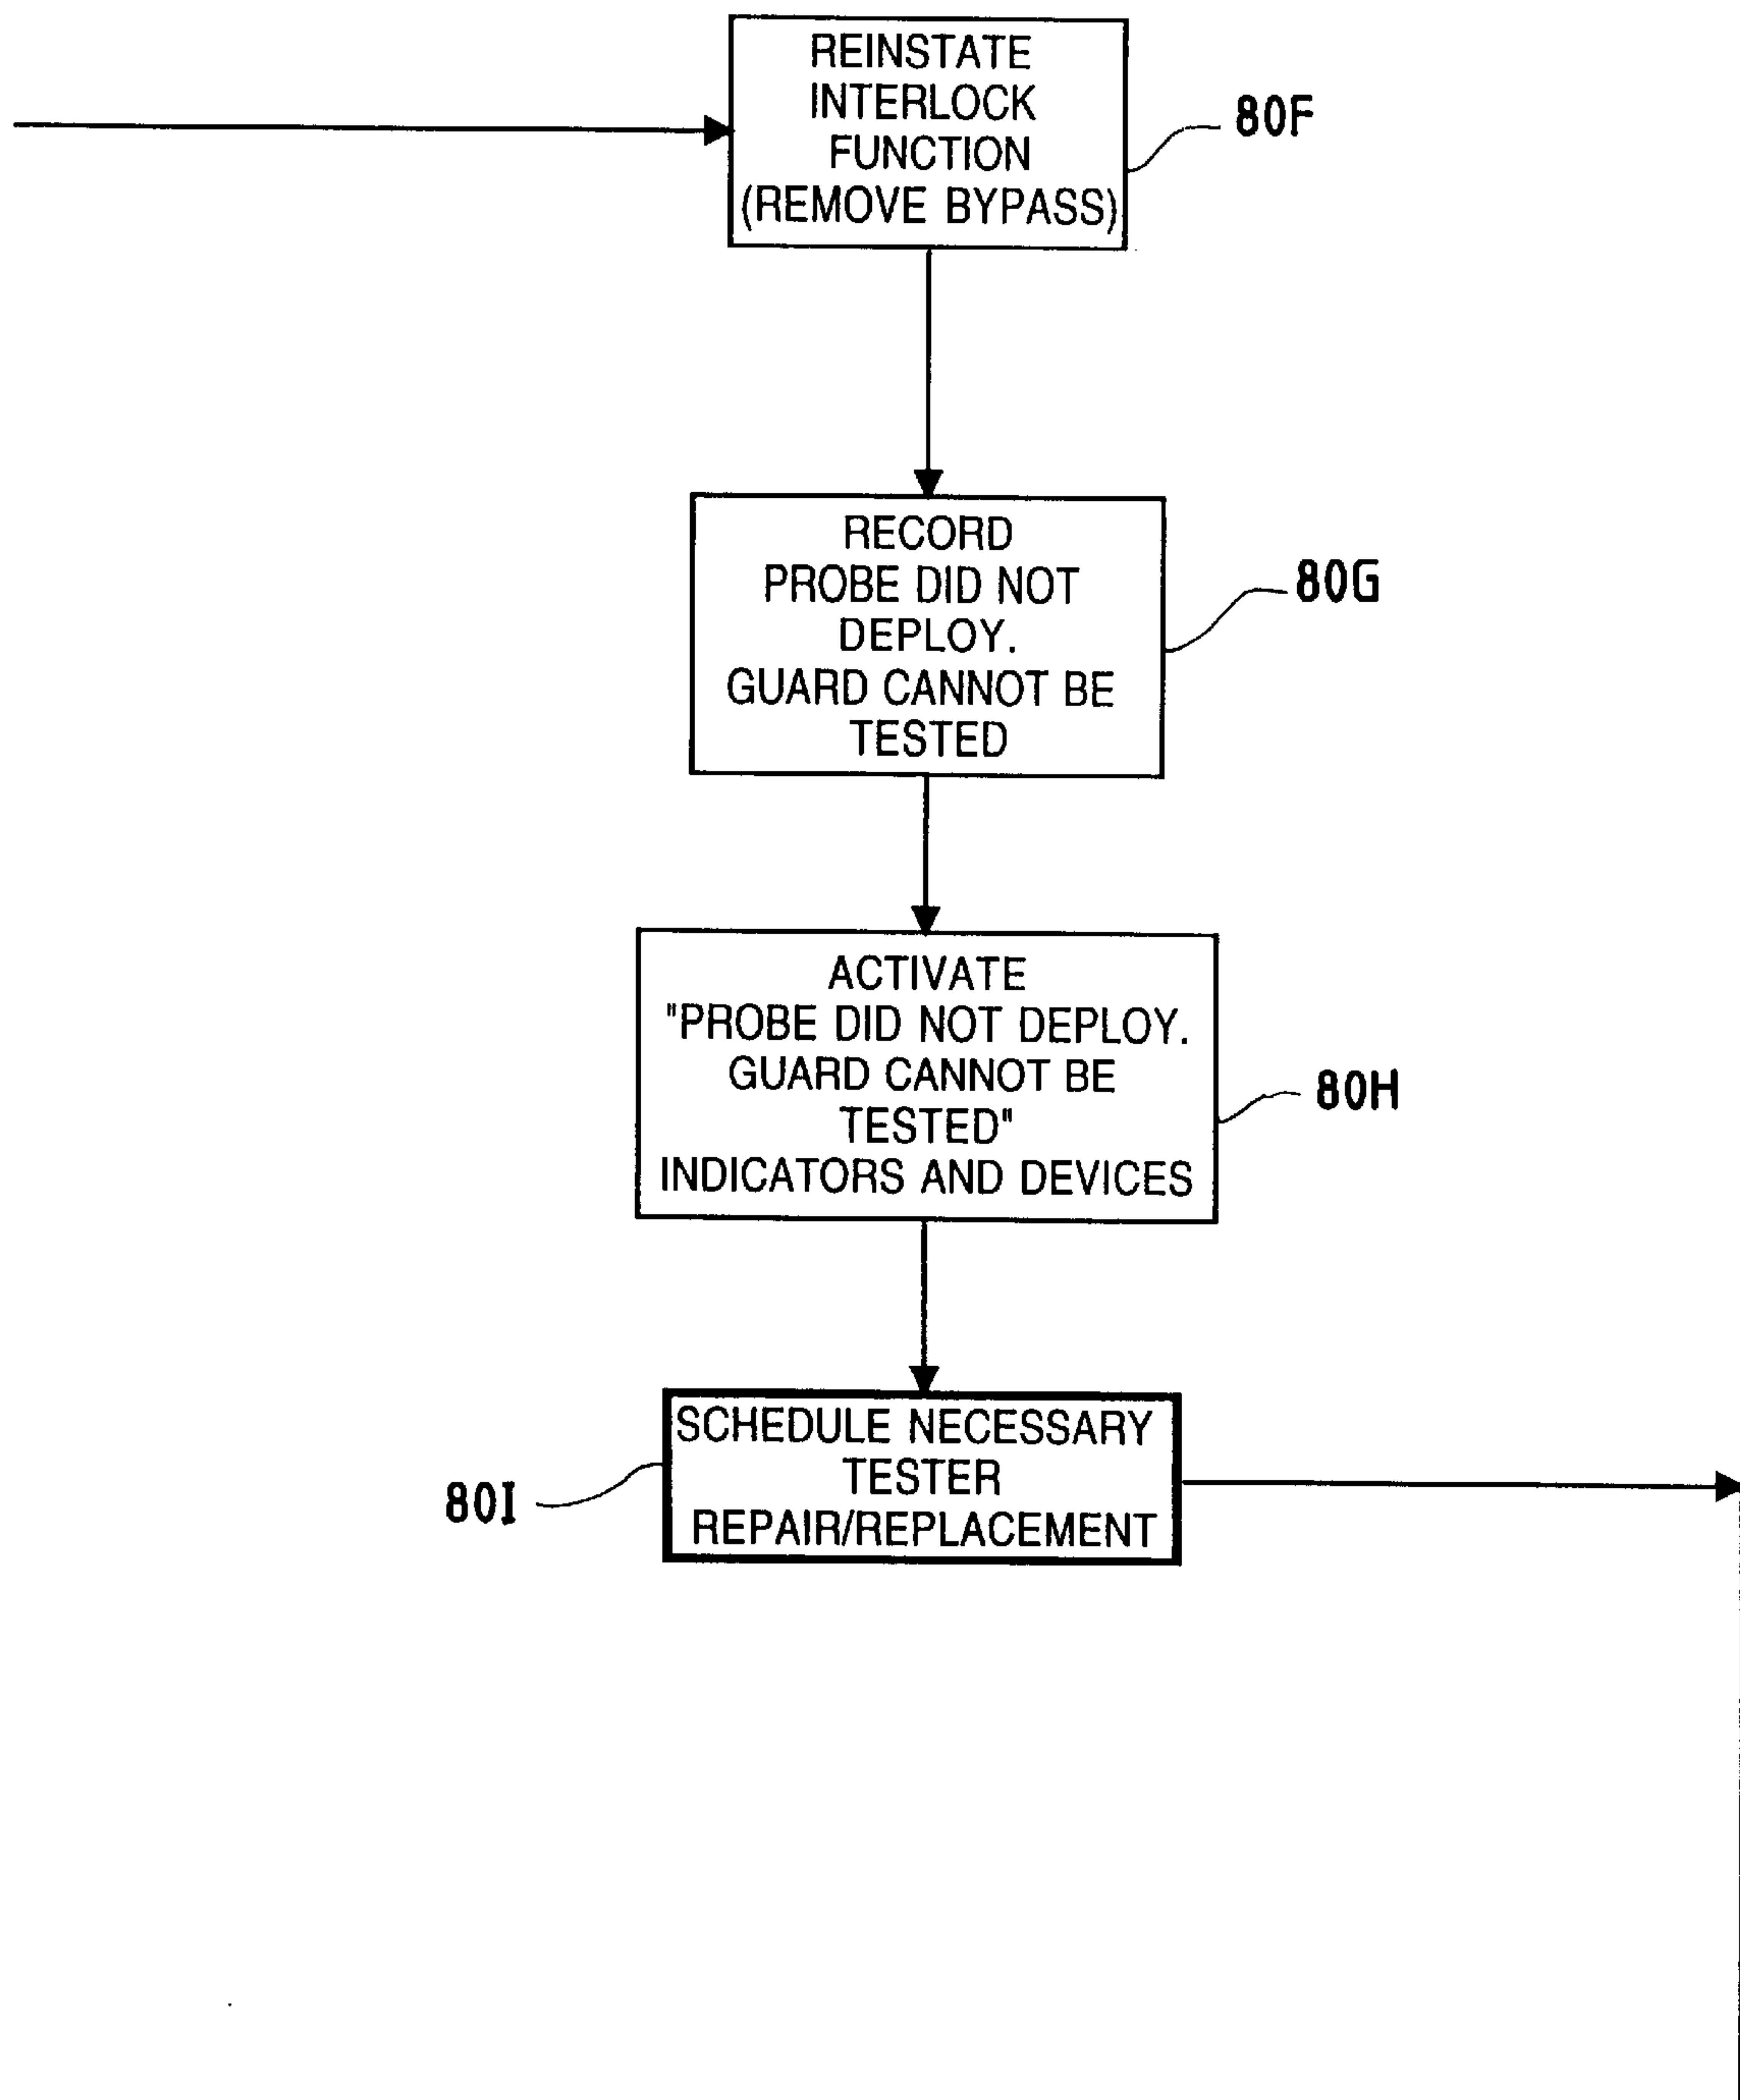 REINSTATE
INTERLOCK
FUNCTION
(REMOVE BYPASS)
80F
RECORD
PROBE DID NOT
DEPLOY.
GUARD CANNOT BE
TESTED
80G
ACTIVATE
"PROBE DID NOT DEPLOY.
GUARD CANNOT BE
TESTED"
INDICATORS AND DEVICES
80H
SCHEDULE NECESSARY
TESTER
REPAIR/REPLACEMENT
80I